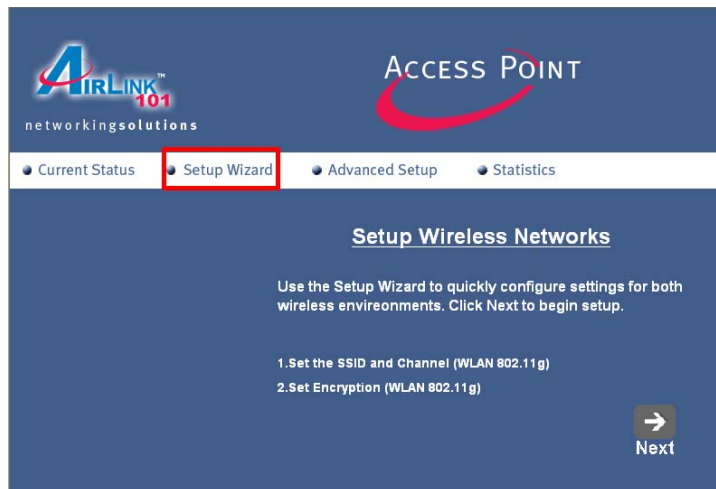 AIRLINK™
101
networkingsolutions
ACCESS POINT
Current Status Setup Wizard Advanced Setup Statistics
Setup Wireless Networks
Use the Setup Wizard to quickly configure settings for both
wireless envireonments. Click Next to begin setup.
1.Set the SSID and Channel (WLAN 802.11g)
2.Set Encryption (WLAN 802.11g)
Next